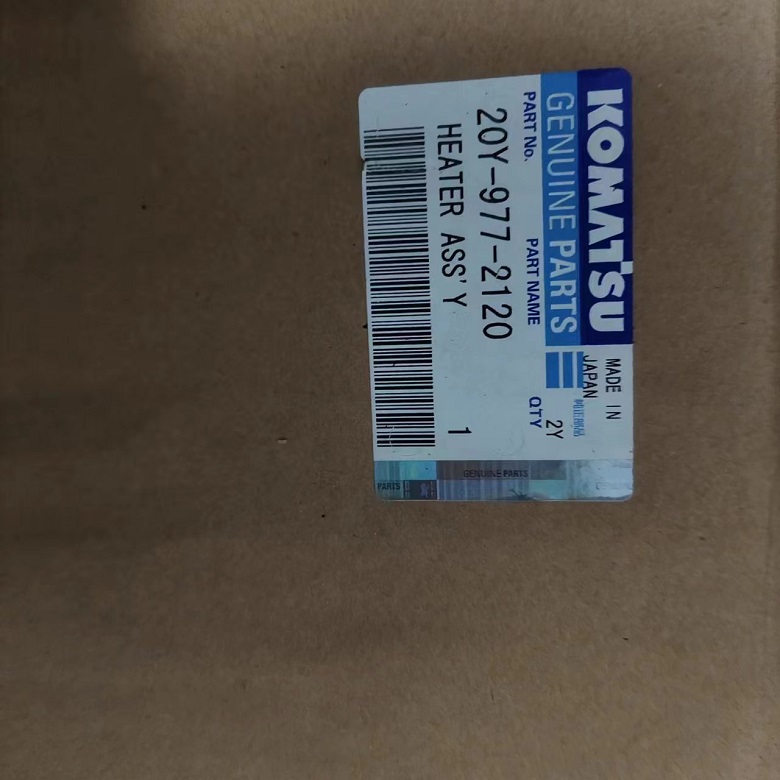 KOMATSU
MADE IN
JAPAN
GENUINE PARTS
2Y
PART No.
PART NAME
QTY
20Y-977-2120
HEATER ASS'Y
1
GENUINE PARTS
PARTS